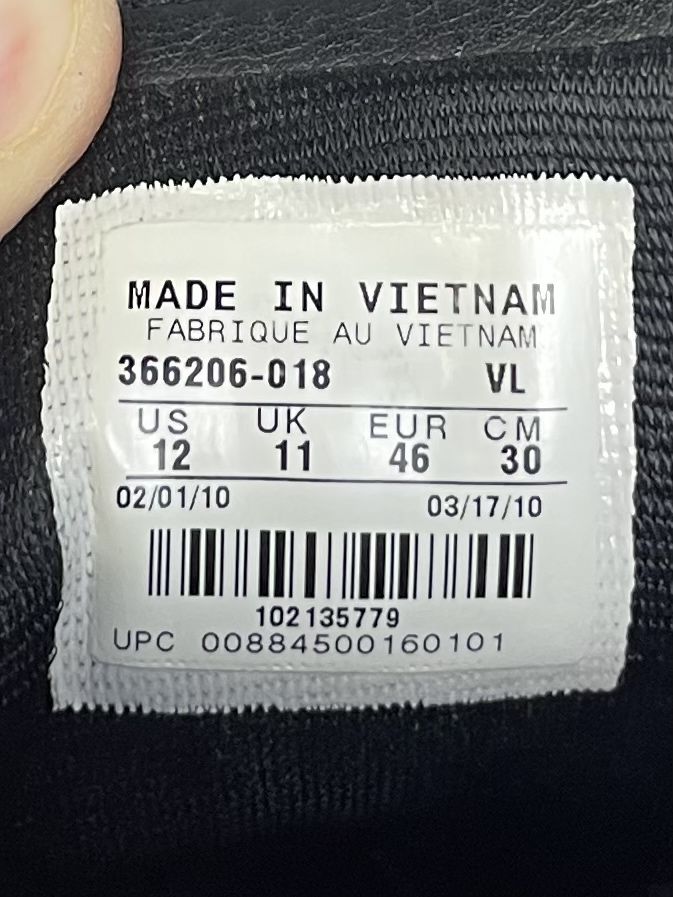 MADE IN VIETNAM
FABRIQUE AU VIETNAM
366206-018 VL
US UK EUR CM
12 11 46 30
02/01/10 03/17/10
102135779
UPC 00884500160101